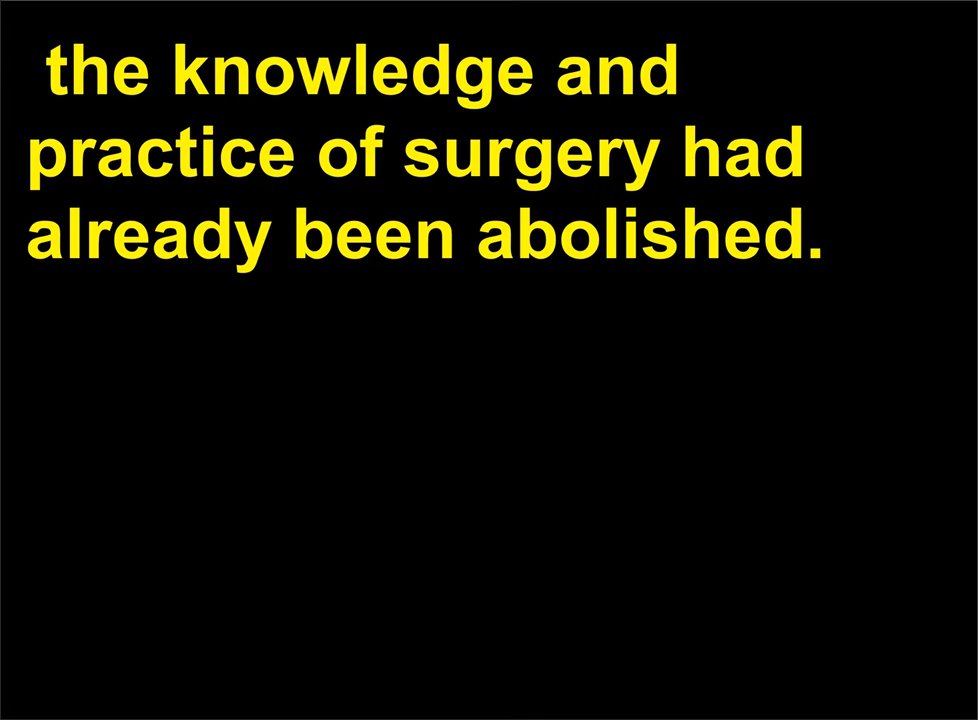 the knowledge and
practice of surgery had
already been abolished.